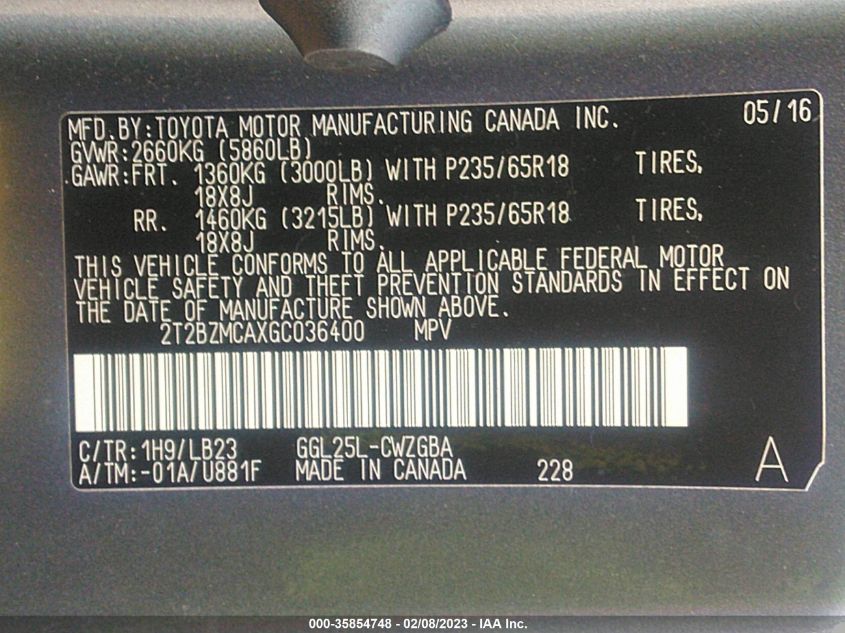 MFD.BY:TOYOTA MOTOR MANUFACTURING CANADA INC. 05/16
GVWR:2660KG (5860LB)
GAWR:FRT. 1360KG (3000LB) WITH P235/65R18 TIRES,
18X8J RIMS.
RR. 1460KG (3215LB) WITH P235/65R18 TIRES,
18X8J RIMS.
THIS VEHICLE CONFORMS TO ALL APPLICABLE FEDERAL MOTOR
VEHICLE SAFETY AND THEFT PREVENTION STANDARDS IN EFFECT ON
THE DATE OF MANUFACTURE SHOWN ABOVE.
2T2BZMCAXGC036400 MPV
C/TR:1H9/LB23 GGL25L-CWZGBA
A/TM:-01A/U881F MADE IN CANADA 228 A
000-35854748 - 02/08/2023 - IAA Inc.